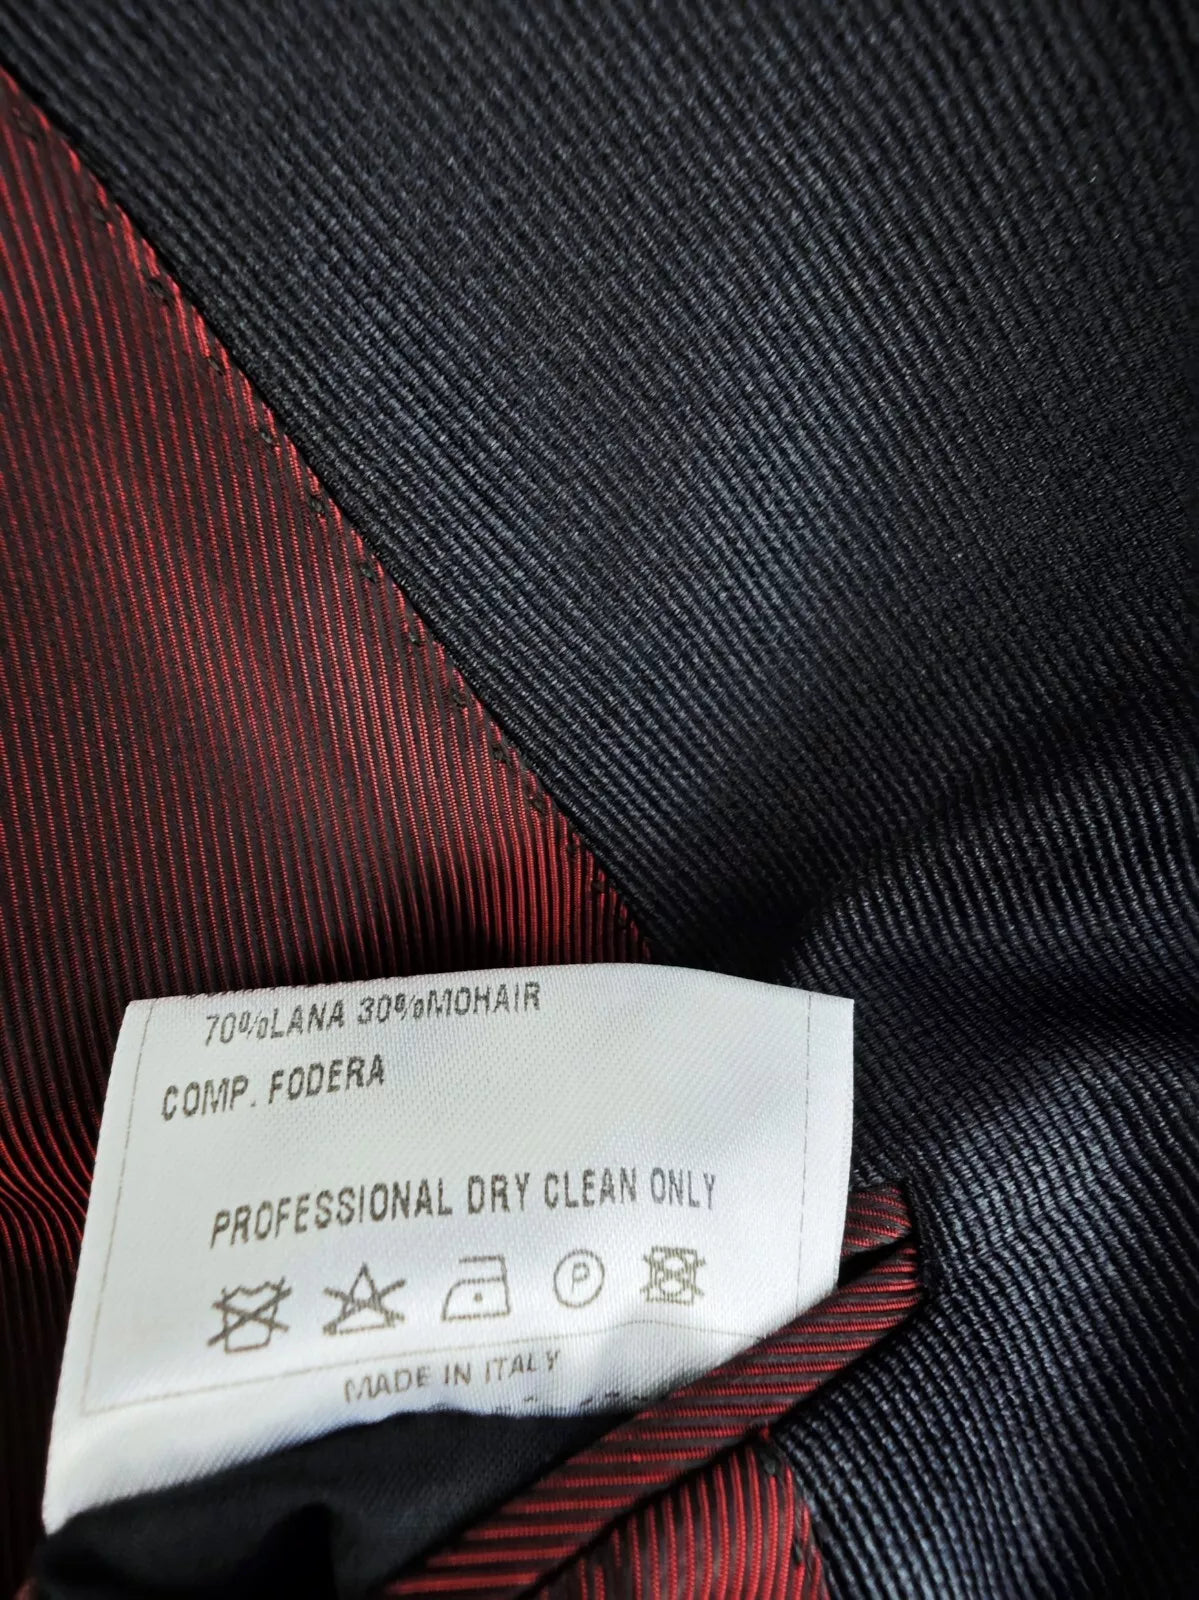 70%LANA 30%MOHAIR
COMP. FODERA
PROFESSIONAL DRY CLEAN ONLY
P
MADE IN ITALY